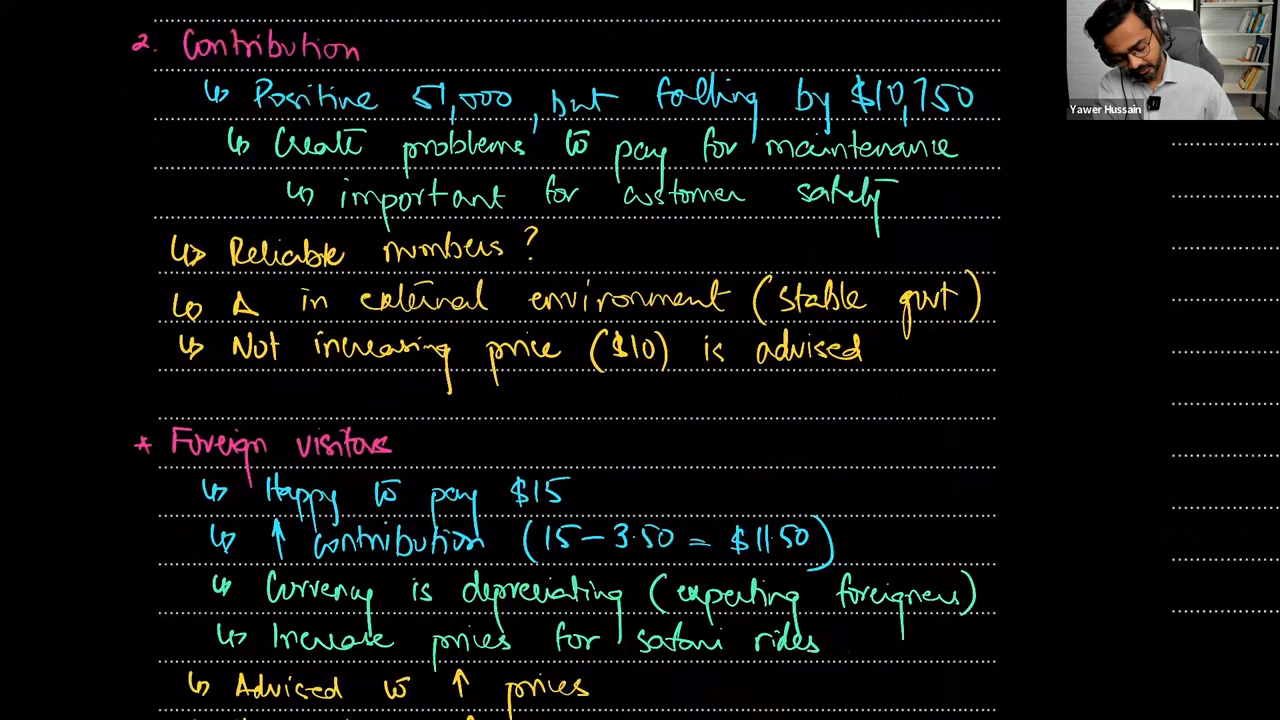 2. Contribution
↳ Positive 51,000, but falling by $10,750
↳ Create problems to pay for maintenance
↳ important for customer safety
↳ Reliable numbers?
↳ Δ in external environment (stable govt)
↳ Not increasing price ($10) is advised
* Foreign visitors
↳ Happy to pay $15
↳ ↑ contribution (15 - 3.50 = $11.50)
↳ Currency is depreciating (expecting foreigners)
↳ Increase prices for safari rides
↳ Advised to ↑ prices
Yawer Hussain